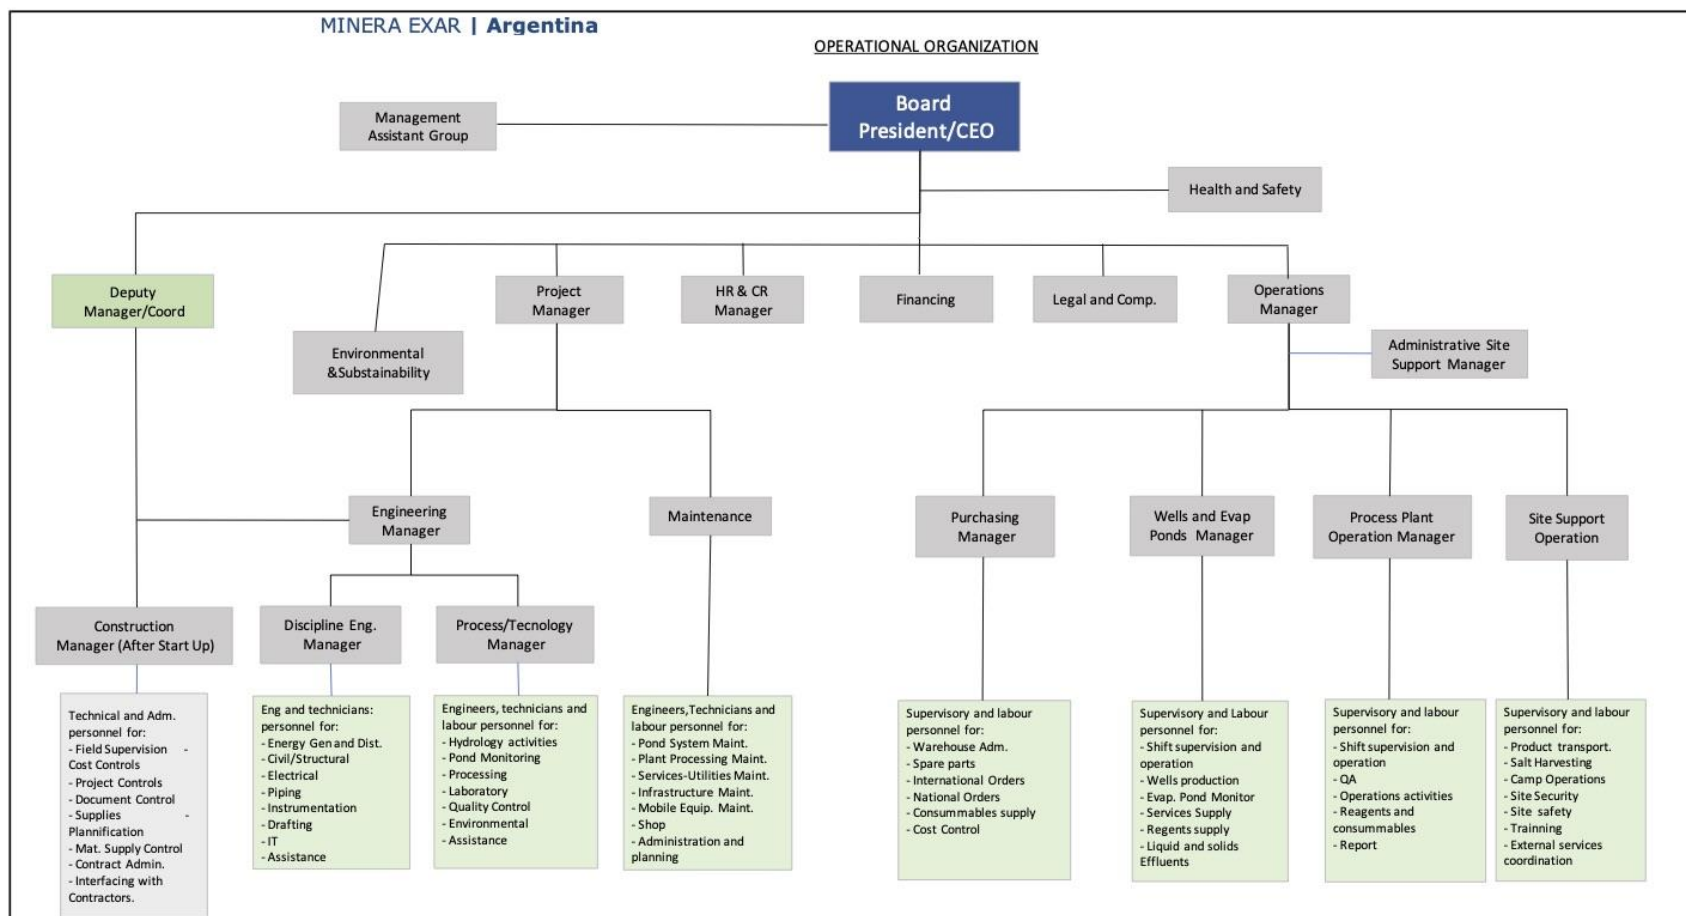 MINERA EXAR | Argentina
OPERATIONAL ORGANIZATION
Board
President/CEO
Management
Assistant Group
Health and Safety
Deputy
Manager/Coord
Project
Manager
HR & CR
Manager
Financing
Legal and Comp.
Operations
Manager
Environmental
&Substainability
Administrative Site
Support Manager
Engineering
Manager
Maintenance
Purchasing
Manager
Wells and Evap
Ponds Manager
Process Plant
Operation Manager
Site Support
Operation
Construction
Manager (After Start Up)
Discipline Eng.
Manager
Process/Tecnology
Manager
Technical and Adm.
personnel for:
- Field Supervision -
Cost Controls
- Project Controls
- Document Control
- Supplies -
Plannification
- Mat. Supply Control
- Contract Admin.
- Interfacing with
Contractors.
Eng and technicians:
personnel for:
- Energy Gen and Dist.
- Civil/Structural
- Electrical
- Piping
- Instrumentation
- Drafting
- IT
- Assistance
Engineers, technicians and
labour personnel for:
- Hydrology activities
- Pond Monitoring
- Processing
- Laboratory
- Quality Control
- Environmental
- Assistance
Engineers,Technicians and
labour personnel for:
- Pond System Maint.
- Plant Processing Maint.
- Services-Utilities Maint.
- Infrastructure Maint.
- Mobile Equip. Maint.
- Shop
- Administration and
planning
Supervisory and labour
personnel for:
- Warehouse Adm.
- Spare parts
- International Orders
- National Orders
- Consummables supply
- Cost Control
Supervisory and Labour
personnel for:
- Shift supervision and
operation
- Wells production
- Evap. Pond Monitor
- Services Supply
- Regents supply
- Liquid and solids
Effluents
Supervisory and labour
personnel for:
- Shift supervision and
operation
- QA
- Operations activities
- Reagents and
consummables
- Report
Supervisory and labour
personnel for:
- Product transport.
- Salt Harvesting
- Camp Operations
- Site Security
- Site safety
- Trainning
- External services
coordination